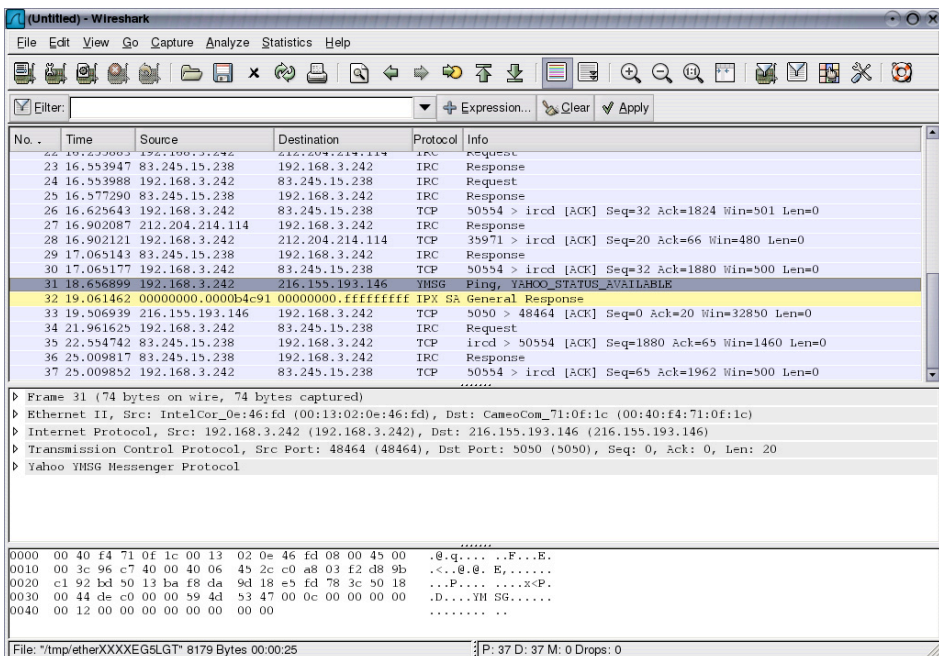 (Untitled) - Wireshark
File Edit View Go Capture Analyze Statistics Help
Filter: Expression... Clear Apply
No. . Time Source Destination Protocol Info
22 16.255883 192.168.3.242 212.204.214.114 IRC Request
23 16.553947 83.245.15.238 192.168.3.242 IRC Response
24 16.553988 192.168.3.242 83.245.15.238 IRC Request
25 16.577290 83.245.15.238 192.168.3.242 IRC Response
26 16.625643 192.168.3.242 83.245.15.238 TCP 50554 > ircd [ACK] Seq=32 Ack=1824 Win=501 Len=0
27 16.902087 212.204.214.114 192.168.3.242 IRC Response
28 16.902121 192.168.3.242 212.204.214.114 TCP 35971 > ircd [ACK] Seq=20 Ack=66 Win=480 Len=0
29 17.065143 83.245.15.238 192.168.3.242 IRC Response
30 17.065177 192.168.3.242 83.245.15.238 TCP 50554 > ircd [ACK] Seq=32 Ack=1880 Win=500 Len=0
31 18.656899 192.168.3.242 216.155.193.146 YMSG Ping, YAHOO_STATUS_AVAILABLE
32 19.061462 00000000.0000b4c91 00000000.fffffffff IPX SA General Response
33 19.506939 216.155.193.146 192.168.3.242 TCP 5050 > 48464 [ACK] Seq=0 Ack=20 Win=32850 Len=0
34 21.961625 192.168.3.242 83.245.15.238 IRC Request
35 22.554742 83.245.15.238 192.168.3.242 TCP ircd > 50554 [ACK] Seq=1880 Ack=65 Win=1460 Len=0
36 25.009817 83.245.15.238 192.168.3.242 IRC Response
37 25.009852 192.168.3.242 83.245.15.238 TCP 50554 > ircd [ACK] Seq=65 Ack=1962 Win=500 Len=0
Frame 31 (74 bytes on wire, 74 bytes captured)
Ethernet II, Src: IntelCor_0e:46:fd (00:13:02:0e:46:fd), Dst: CameoCom_71:0f:1c (00:40:f4:71:0f:1c)
Internet Protocol, Src: 192.168.3.242 (192.168.3.242), Dst: 216.155.193.146 (216.155.193.146)
Transmission Control Protocol, Src Port: 48464 (48464), Dst Port: 5050 (5050), Seq: 0, Ack: 0, Len: 20
Yahoo YMSG Messenger Protocol
0000 00 40 f4 71 0f 1c 00 13 02 0e 46 fd 08 00 45 00 .@.q.... ..F...E.
0010 00 3c 96 c7 40 00 40 06 45 2c c0 a8 03 f2 d8 9b .<..@.@. E,......
0020 c1 92 bd 50 13 ba f8 da 9d 18 e5 fd 78 3c 50 18 ...P.... ....x<P.
0030 00 44 de c0 00 00 59 4d 53 47 00 0c 00 00 00 00 .D....YM SG......
0040 00 12 00 00 00 00 00 00 00 00 ........ ..
File: "/tmp/etherXXXXEG5LGT" 8179 Bytes 00:00:25 P: 37 D: 37 M: 0 Drops: 0